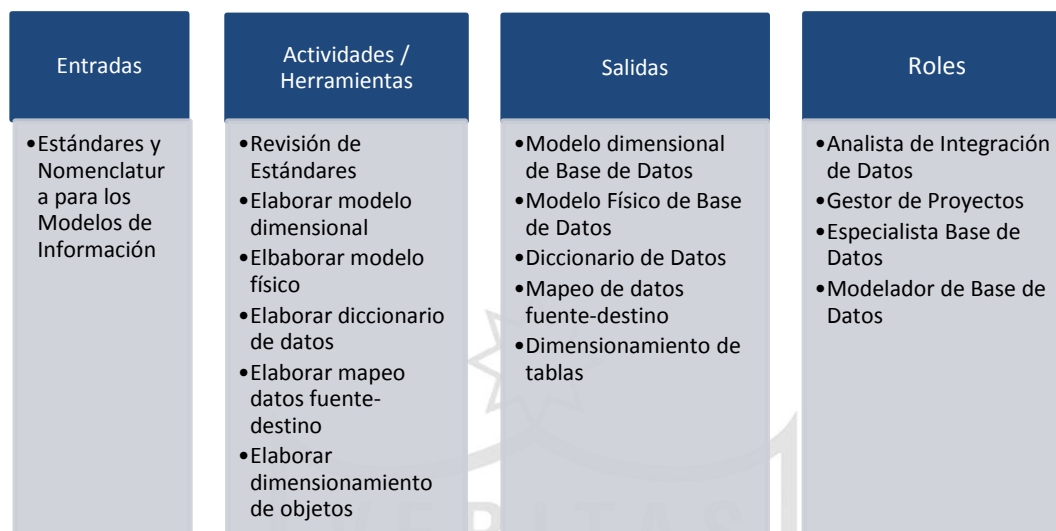 Entradas
•Estándares y
Nomenclatur
a para los
Modelos de
Información
Actividades /
Herramientas
•Revisión de
Estándares
•Elaborar modelo
dimensional
•Elbaborar modelo
físico
•Elaborar diccionario
de datos
•Elaborar mapeo
datos fuente-
destino
•Elaborar
dimensionamiento
de objetos
Salidas
•Modelo dimensional
de Base de Datos
•Modelo Físico de Base
de Datos
•Diccionario de Datos
•Mapeo de datos
fuente-destino
•Dimensionamiento de
tablas
Roles
•Analista de Integración
de Datos
•Gestor de Proyectos
•Especialista Base de
Datos
•Modelador de Base de
Datos
VERITAS